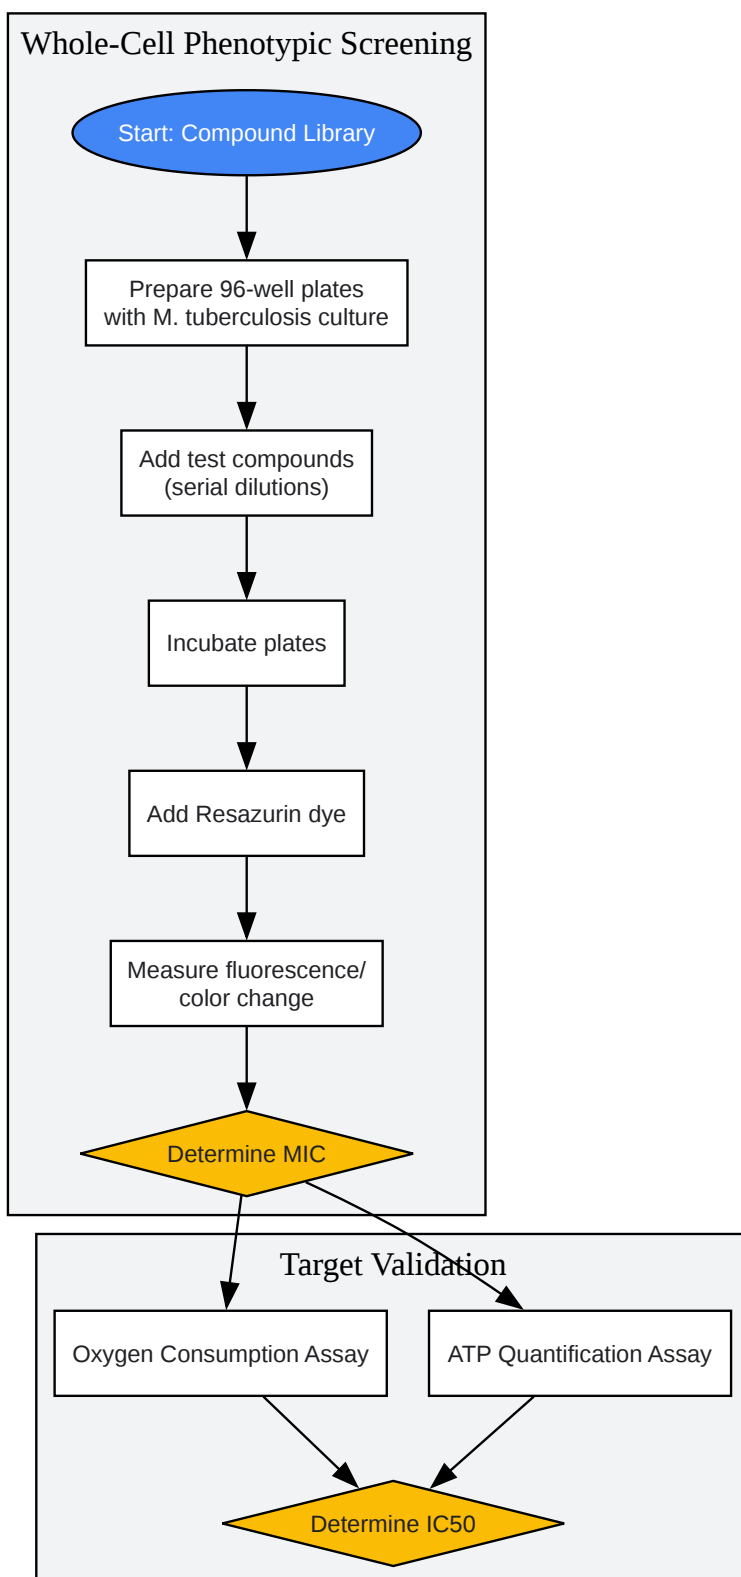 Whole-Cell Phenotypic Screening
Start: Compound Library
Prepare 96-well plates
with M. tuberculosis culture
Add test compounds
(serial dilutions)
Incubate plates
Add Resazurin dye
Measure fluorescence/
color change
Determine MIC
Target Validation
Oxygen Consumption Assay
ATP Quantification Assay
Determine IC50